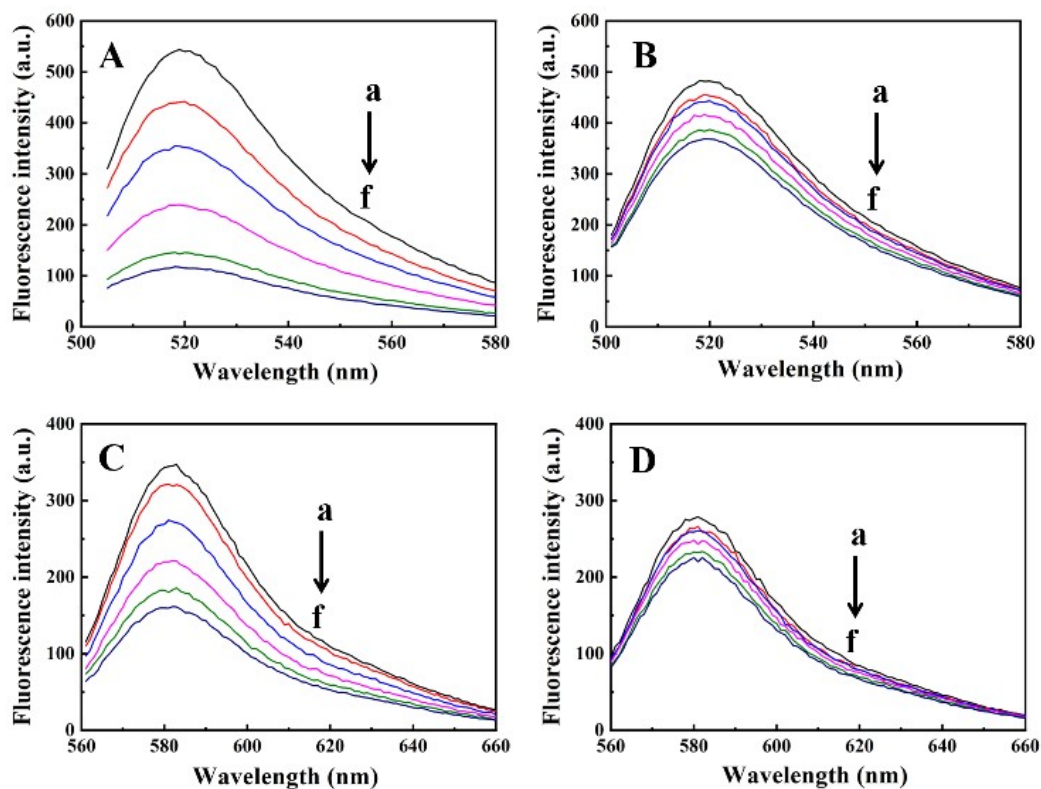 A
a
f
Fluorescence intensity (a.u.)
600
500
400
300
200
100
0
500 520 540 560 580
Wavelength (nm)
B
a
f
Fluorescence intensity (a.u.)
600
500
400
300
200
100
0
500 520 540 560 580
Wavelength (nm)
C
a
f
Fluorescence intensity (a.u.)
400
300
200
100
0
560 580 600 620 640 660
Wavelength (nm)
D
a
f
Fluorescence intensity (a.u.)
400
300
200
100
0
560 580 600 620 640 660
Wavelength (nm)